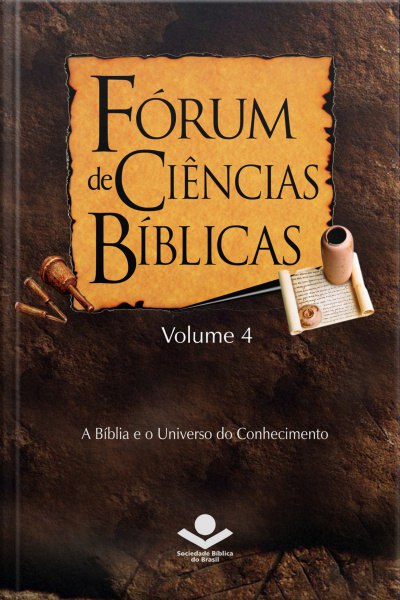 FÓRUM
de CIÊNCIAS
BÍBLICAS
Volume 4
A Bíblia e o Universo do Conhecimento
Sociedade Bíblica
do Brasil